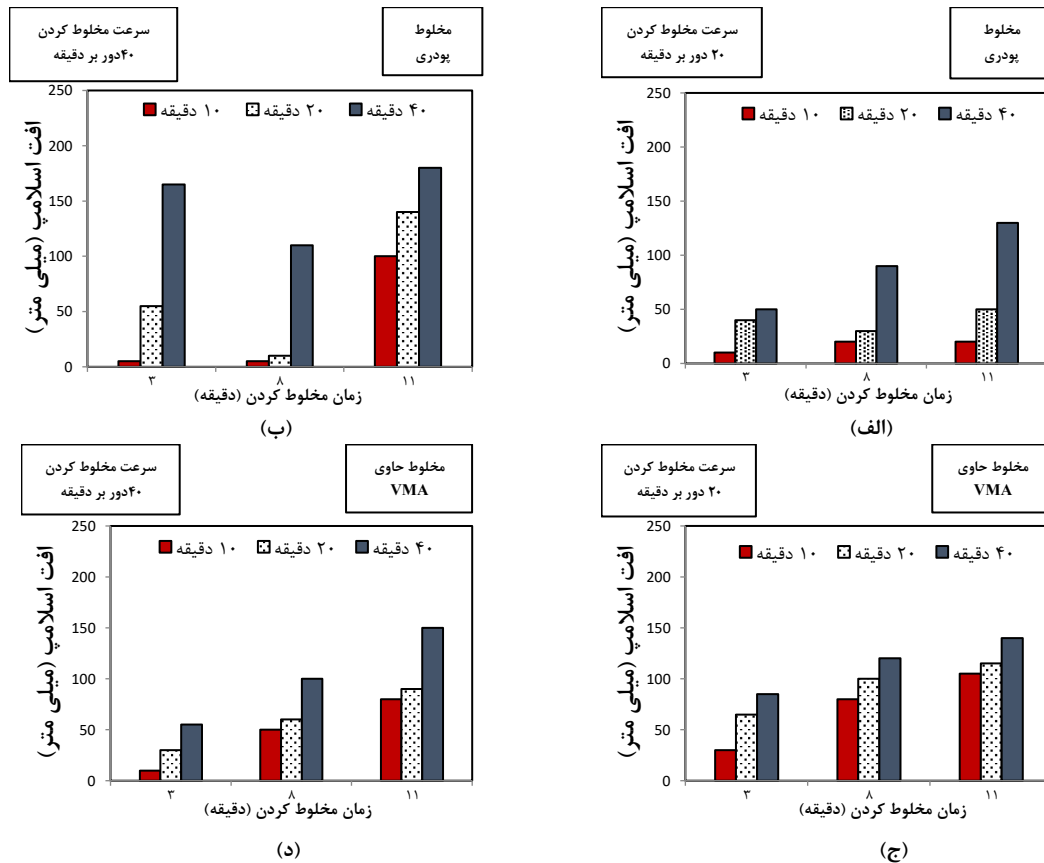 مخلوط
پودری
سرعت مخلوط کردن
۲۰ دور بر دقیقه
۱۰ دقیقه
۲۰ دقیقه
۴۰ دقیقه
افت اسلامپ (میلی متر)
250
200
150
100
50
0
۳
۸
۱۱
زمان مخلوط کردن (دقیقه)
(الف)
مخلوط
پودری
سرعت مخلوط کردن
۴۰دور بر دقیقه
۱۰ دقیقه
۲۰ دقیقه
۴۰ دقیقه
افت اسلامپ (میلی متر)
250
200
150
100
50
0
۳
۸
۱۱
زمان مخلوط کردن (دقیقه)
(ب)
مخلوط حاوی
VMA
سرعت مخلوط کردن
۲۰ دور بر دقیقه
۱۰ دقیقه
۲۰ دقیقه
۴۰ دقیقه
افت اسلامپ (میلی متر)
250
200
150
100
50
0
۳
۸
۱۱
زمان مخلوط کردن (دقیقه)
(ج)
مخلوط حاوی
VMA
سرعت مخلوط کردن
۴۰دور بر دقیقه
۱۰ دقیقه
۲۰ دقیقه
۴۰ دقیقه
افت اسلامپ (میلی متر)
250
200
150
100
50
0
۳
۸
۱۱
زمان مخلوط کردن (دقیقه)
(د)